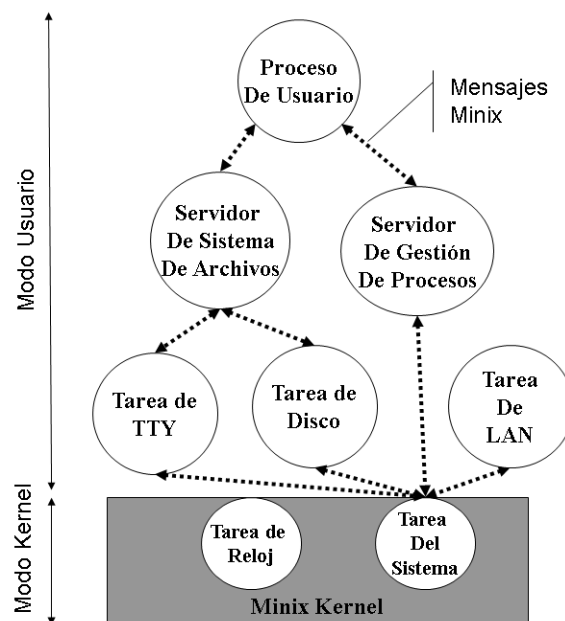 Proceso
De Usuario
Mensajes
Minix
Servidor
De Sistema
De Archivos
Servidor
De Gestión
De Procesos
Tarea de
TTY
Tarea de
Disco
Tarea
De
LAN
Modo Usuario
Tarea de
Reloj
Tarea
Del
Sistema
Minix Kernel
Modo Kernel